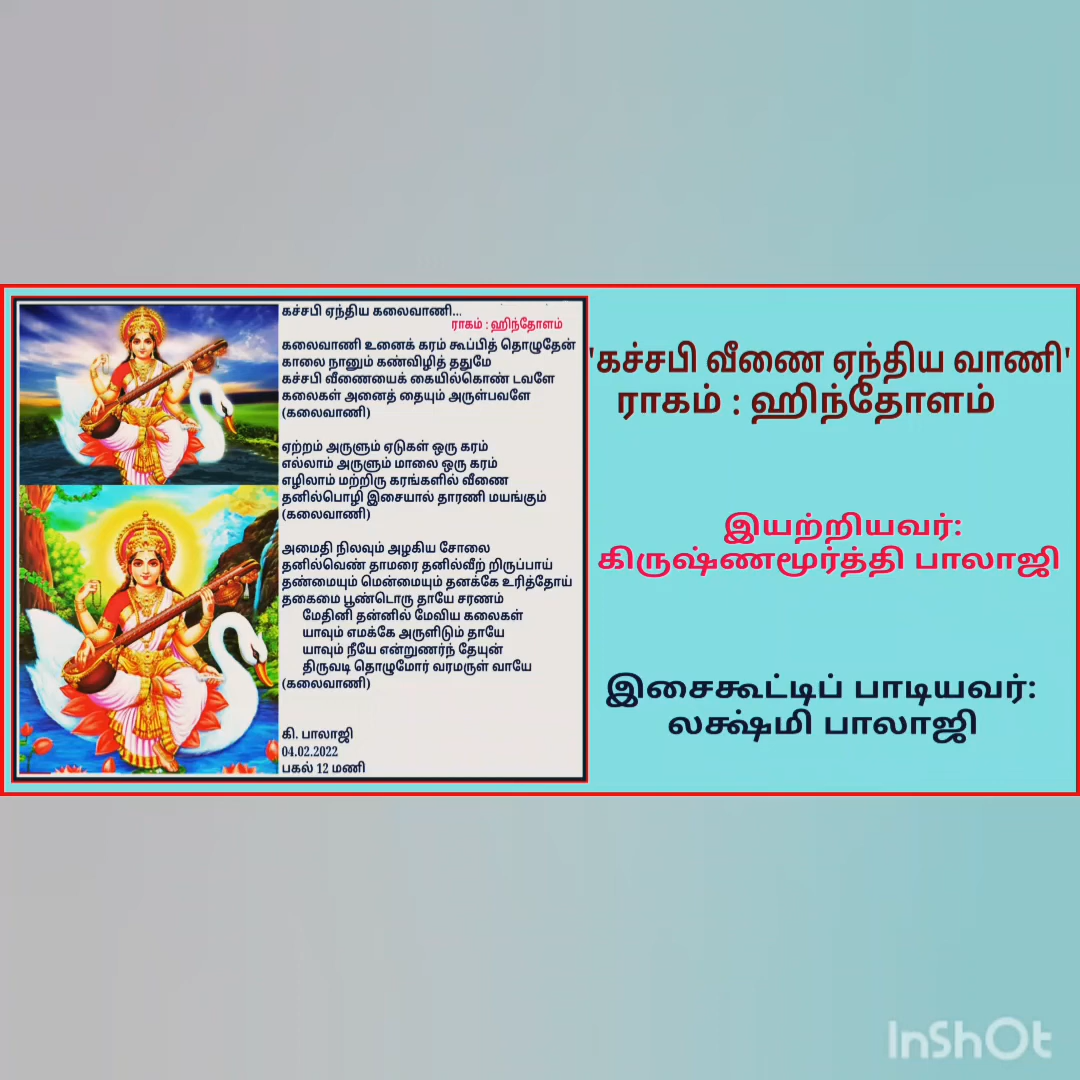 கச்சபி ஏந்திய கலைவாணி...
ராகம் : ஹிந்தோளம்
கலைவாணி உனைக் கரம் கூப்பித் தொழுதேன்
காலை நானும் கண்விழித் ததுமே
கச்சபி வீணையைக் கையில்கொண் டவளே
கலைகள் அனைத் தையும் அருள்பவளே
(கலைவாணி)
ஏற்றம் அருளும் ஏடுகள் ஒரு கரம்
எல்லாம் அருளும் மாலை ஒரு கரம்
எழிலாம் மற்றிரு கரங்களில் வீணை
தனில்பொழி இசையால் தாரணி மயங்கும்
(கலைவாணி)
அமைதி நிலவும் அழகிய சோலை
தனில்வெண் தாமரை தனில்வீற் றிருப்பாய்
தண்மையும் மென்மையும் தனக்கே உரித்தோய்
தகைமை பூண்டொரு தாயே சரணம்
மேதினி தன்னில் மேவிய கலைகள்
யாவும் எமக்கே அருளிடும் தாயே
யாவும் நீயே என்றுணர்ந் தேயுன்
திருவடி தொழுமோர் வரமருள் வாயே
(கலைவாணி)
கி. பாலாஜி
04.02.2022
பகல் 12 மணி
'கச்சபி வீணை ஏந்திய வாணி'
ராகம் : ஹிந்தோளம்
இயற்றியவர்:
கிருஷ்ணமூர்த்தி பாலாஜி
இசைகூட்டிப் பாடியவர்:
லக்ஷ்மி பாலாஜி
InShOt